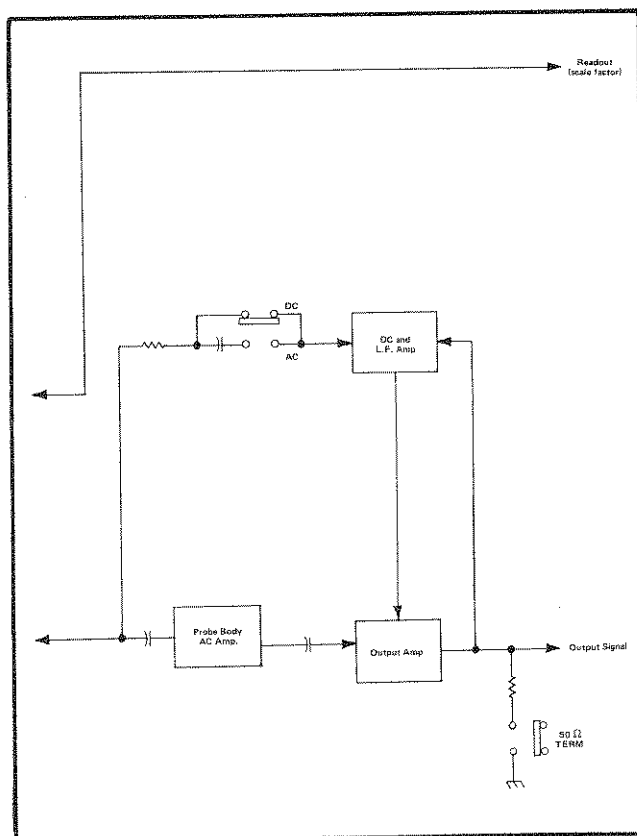 Readout
(scale factor)
DC
AC
DC and
L.F. Amp
Probe Body
AC Amp.
Output Amp
Output Signal
50 Ω
TERM